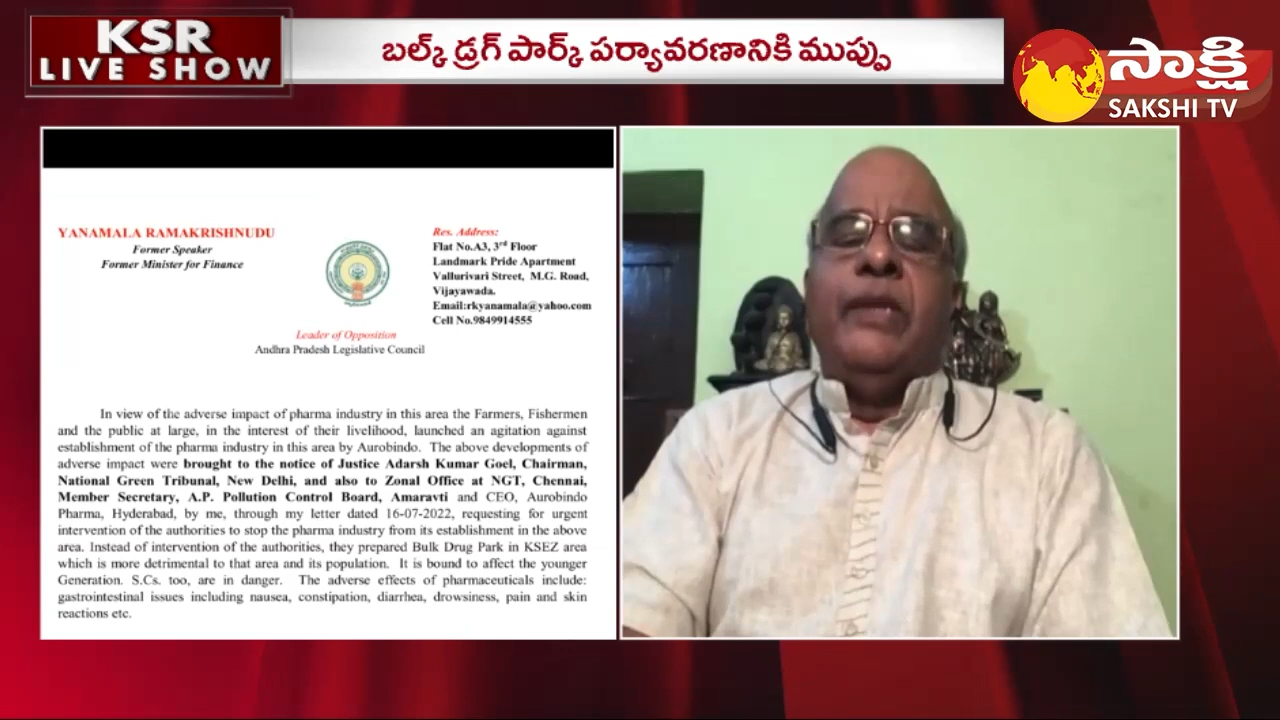 KSR
LIVE SHOW
బల్క్ డ్రగ్ పార్క్ పర్యావరణానికి ముప్పు
సాక్షి
SAKSHI TV
YANAMALA RAMAKRISHNUDU
Former Speaker
Former Minister for Finance
Res. Address:
Flat No.A3, 3rd Floor
Landmark Pride Apartment
Vallurivari Street, M.G. Road,
Vijayawada.
Email:rkyanamala@yahoo.com
Cell No.9849914555
Leader of Opposition
Andhra Pradesh Legislative Council
In view of the adverse impact of pharma industry in this area the Farmers, Fishermen
and the public at large, in the interest of their livelihood, launched an agitation against
establishment of the pharma industry in this area by Aurobindo. The above developments of
adverse impact were brought to the notice of Justice Adarsh Kumar Goel, Chairman,
National Green Tribunal, New Delhi, and also to Zonal Office at NGT, Chennai,
Member Secretary, A.P. Pollution Control Board, Amaravti and CEO, Aurobindo
Pharma, Hyderabad, by me, through my letter dated 16-07-2022, requesting for urgent
intervention of the authorities to stop the pharma industry from its establishment in the above
area. Instead of intervention of the authorities, they prepared Bulk Drug Park in KSEZ area
which is more detrimental to that area and its population. It is bound to affect the younger
Generation. S.Cs. too, are in danger. The adverse effects of pharmaceuticals include:
gastrointestinal issues including nausea, constipation, diarrhea, drowsiness, pain and skin
reactions etc.